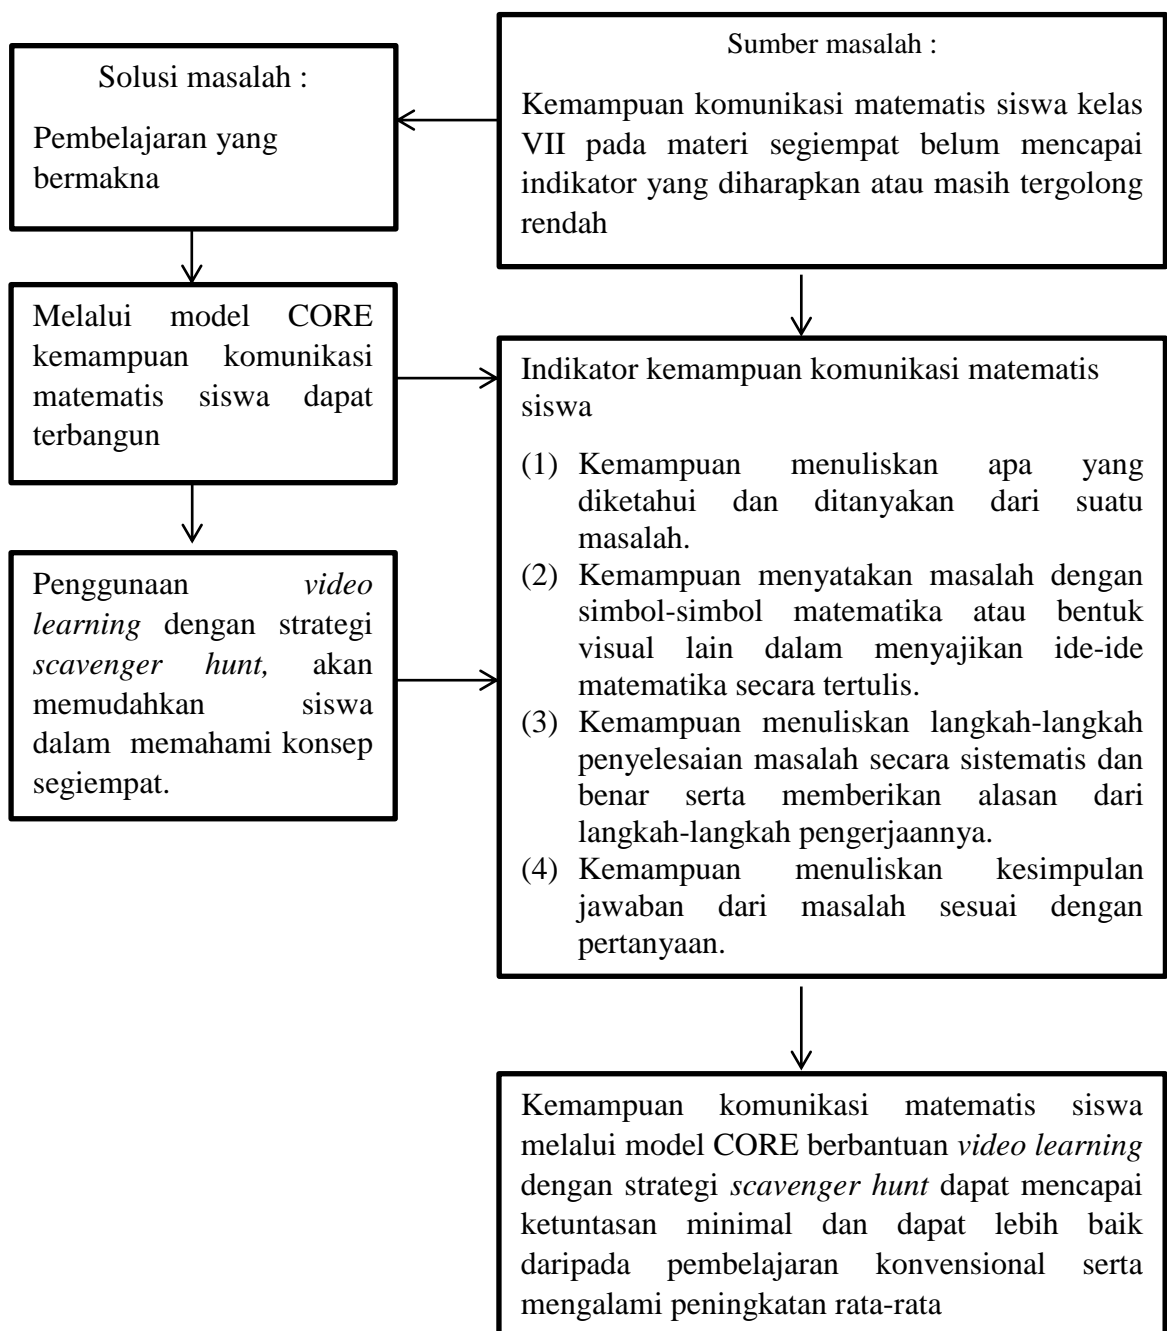 Sumber masalah :
Kemampuan komunikasi matematis siswa kelas
VII pada materi segiempat belum mencapai
indikator yang diharapkan atau masih tergolong
rendah
Solusi masalah :
Pembelajaran yang
bermakna
Melalui model CORE
kemampuan komunikasi
matematis siswa dapat
terbangun
Penggunaan video
learning dengan strategi
scavenger hunt, akan
memudahkan siswa
dalam memahami konsep
segiempat.
Indikator kemampuan komunikasi matematis
siswa
(1) Kemampuan menuliskan apa yang
diketahui dan ditanyakan dari suatu
masalah.
(2) Kemampuan menyatakan masalah dengan
simbol-simbol matematika atau bentuk
visual lain dalam menyajikan ide-ide
matematika secara tertulis.
(3) Kemampuan menuliskan langkah-langkah
penyelesaian masalah secara sistematis dan
benar serta memberikan alasan dari
langkah-langkah pengerjaannya.
(4) Kemampuan menuliskan kesimpulan
jawaban dari masalah sesuai dengan
pertanyaan.
Kemampuan komunikasi matematis siswa
melalui model CORE berbantuan video learning
dengan strategi scavenger hunt dapat mencapai
ketuntasan minimal dan dapat lebih baik
daripada pembelajaran konvensional serta
mengalami peningkatan rata-rata